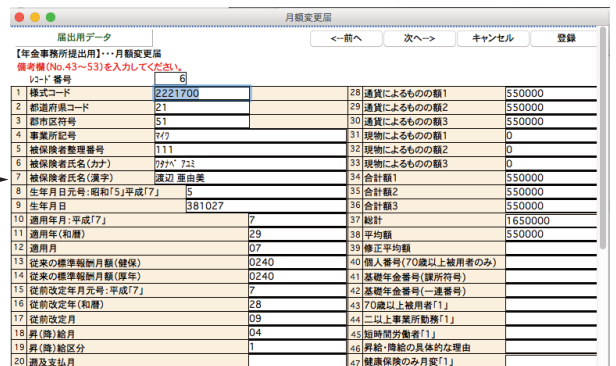 月額変更届
届出用データ
<--前へ
次へ-->
キャンセル
登録
【年金事務所提出用】･･･月額変更届
備考欄(No.43〜53)を入力してください。
ﾚｺｰﾄﾞ番号 6
1 様式コード 2221700
2 都道府県コード 21
3 郡市区符号 51
4 事業所記号 ﾏｲﾜ
5 被保険者整理番号 111
6 被保険者氏名(カナ) ﾜﾀﾅﾍﾞ ｱﾕﾐ
7 被保険者氏名(漢字) 渡辺 亜由美
8 生年月日元号:昭和｢5｣平成｢7｣ 5
9 生年月日 381027
10 適用年月:平成｢7｣ 7
11 適用年(和暦) 29
12 適用月 07
13 従来の標準報酬月額(健保) 0240
14 従来の標準報酬月額(厚年) 0240
15 従前改定年月元号:平成｢7｣ 7
16 従前改定年(和暦) 28
17 従前改定月 09
18 昇(降)給月 04
19 昇(降)給区分 1
20 遡及支払月
28 通貨によるものの額1 550000
29 通貨によるものの額2 550000
30 通貨によるものの額3 550000
31 現物によるものの額1 0
32 現物によるものの額2 0
33 現物によるものの額3 0
34 合計額1 550000
35 合計額2 550000
36 合計額3 550000
37 総計 1650000
38 平均額 550000
39 修正平均額
40 個人番号(70歳以上被用者のみ)
41 基礎年金番号(課所符号)
42 基礎年金番号(一連番号)
43 70歳以上被用者｢1｣
44 二以上事業所勤務｢1｣
45 短時間労働者｢1｣
46 昇給･降給の具体的な理由
47 健康保険のみ月変｢1｣